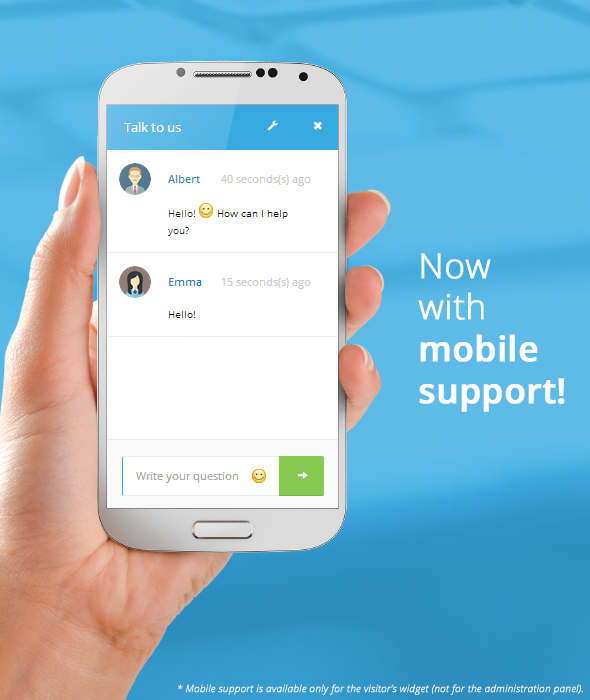 Talk to us
Albert 40 seconds(s) ago
Hello! How can I help
you?
Emma 15 seconds(s) ago
Hello!
Write your question
Now
with
mobile
support!
* Mobile support is available only for the visitor's widget (not for the administration panel).